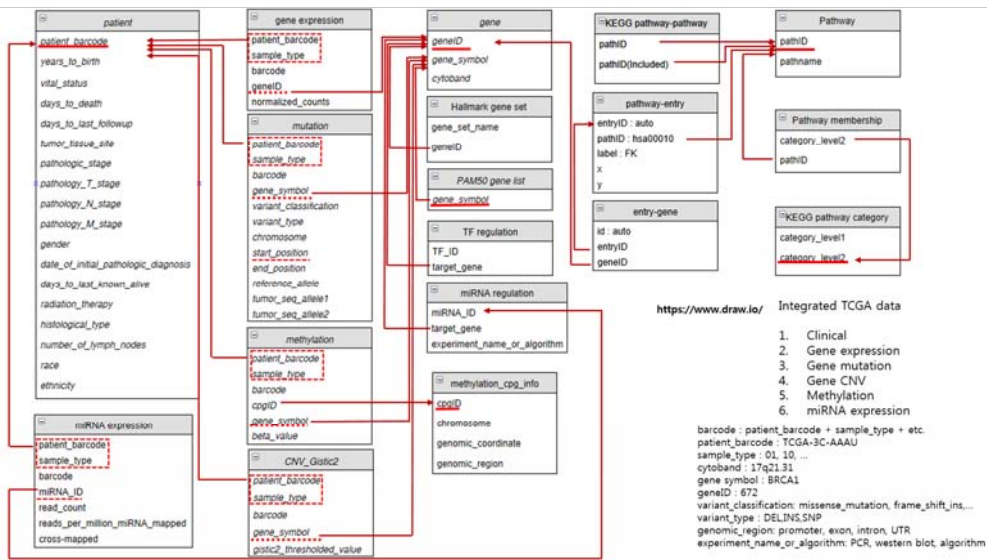 patient
patient_barcode
years_to_birth
vital_status
days_to_death
days_to_last_followup
tumor_tissue_site
pathologic_stage
pathology_T_stage
pathology_N_stage
pathology_M_stage
gender
date_of_initial_pathologic_diagnosis
days_to_last_known_alive
radiation_therapy
histological_type
number_of_lymph_nodes
race
ethnicity
miRNA expression
patient_barcode
sample_type
barcode
miRNA_ID
read_count
reads_per_million_miRNA_mapped
cross-mapped
gene expression
patient_barcode
sample_type
barcode
geneID
normalized_counts
mutation
patient_barcode
sample_type
barcode
gene_symbol
variant_classification
variant_type
chromosome
start_position
end_position
reference_allele
tumor_seq_allele1
tumor_seq_allele2
methylation
patient_barcode
sample_type
barcode
cpgID
gene_symbol
beta_value
CNV_Gistic2
patient_barcode
sample_type
barcode
gene_symbol
gistic2_thresholded_value
gene
geneID
gene_symbol
cytoband
Hallmark gene set
gene_set_name
geneID
PAM50 gene list
gene_symbol
TF regulation
TF_ID
target_gene
miRNA regulation
miRNA_ID
target_gene
experiment_name_or_algorithm
methylation_cpg_info
cpgID
chromosome
genomic_coordinate
genomic_region
KEGG pathway-pathway
pathID
pathID(Included)
pathway-entry
entryID : auto
pathID : hsa00010
label : FK
x
y
entry-gene
id : auto
entryID
geneID
Pathway
pathID
pathname
Pathway membership
category_level2
pathID
KEGG pathway category
category_level1
category_level2
https://www.draw.io/
Integrated TCGA data
1. Clinical
2. Gene expression
3. Gene mutation
4. Gene CNV
5. Methylation
6. miRNA expression
barcode : patient_barcode + sample_type + etc.
patient_barcode : TCGA-3C-AAAU
sample_type : 01, 10, ...
cytoband : 17q21.31
gene symbol : BRCA1
geneID : 672
variant_classification: missense_mutation, frame_shift_ins,...
variant_type : DEL,INS,SNP
genomic_region: promoter, exon, intron, UTR
experiment_name_or_algorithm: PCR, western blot, algorithm